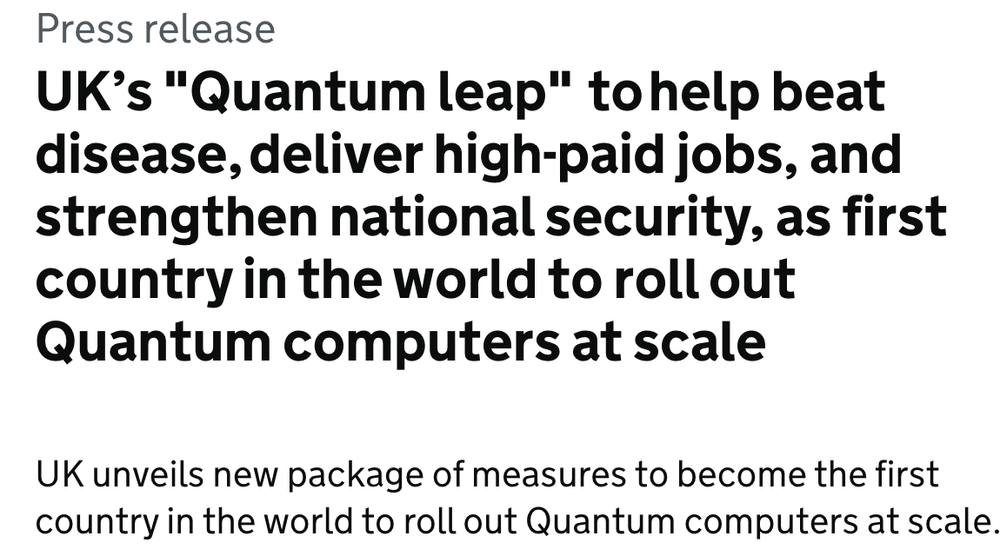 Press release
UK’s "Quantum leap" to help beat
disease, deliver high-paid jobs, and
strengthen national security, as first
country in the world to roll out
Quantum computers at scale
UK unveils new package of measures to become the first
country in the world to roll out Quantum computers at scale.